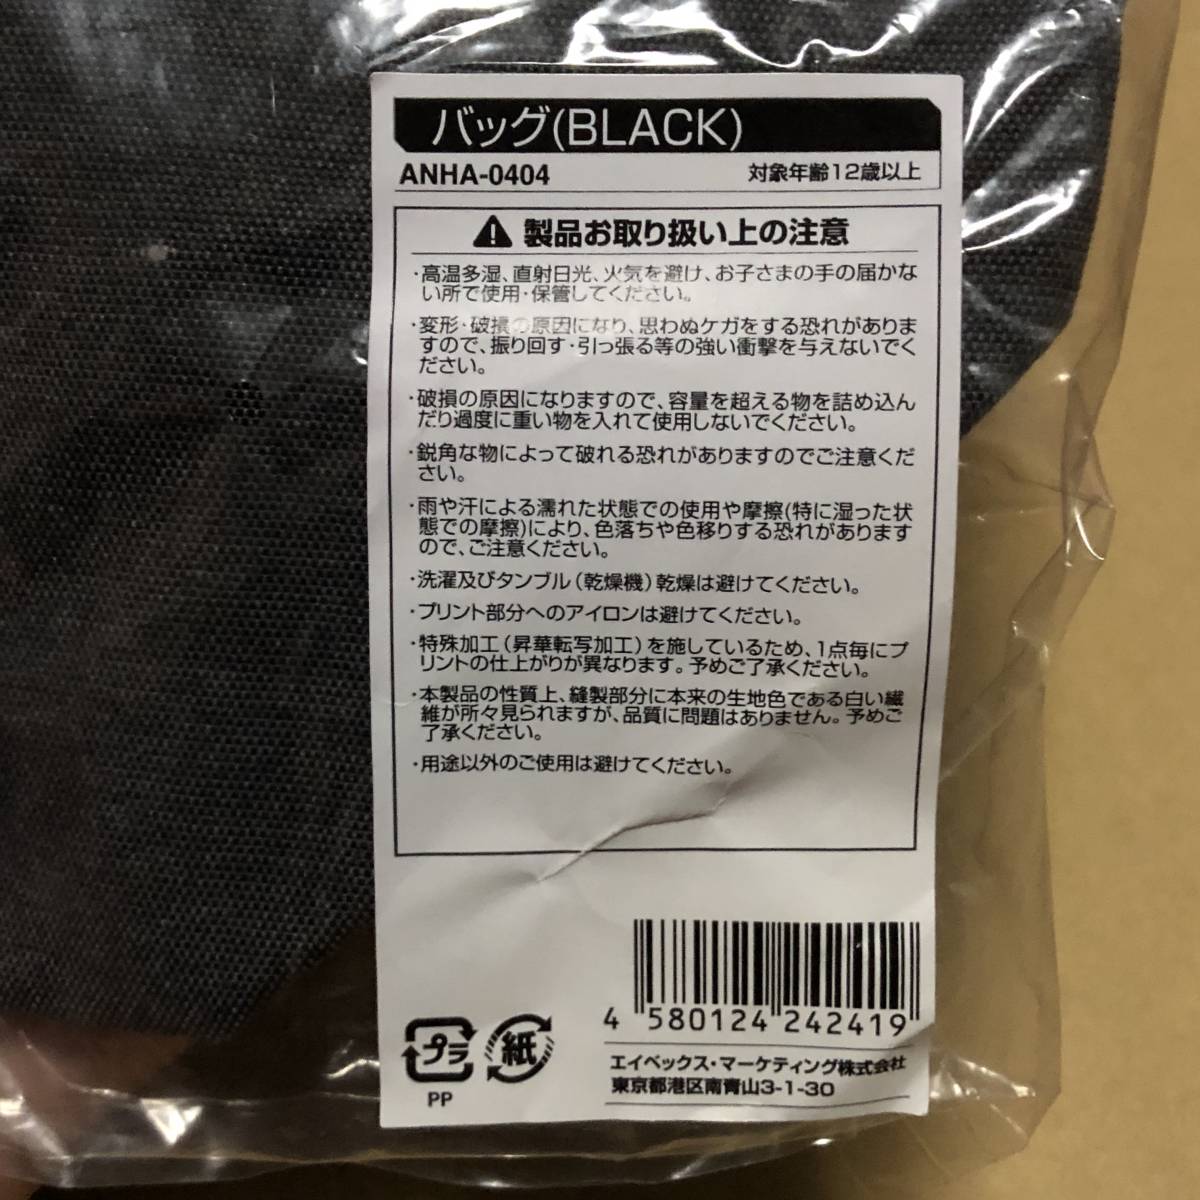 バッグ(BLACK)
ANHA-0404
対象年齢12歳以上
製品お取り扱い上の注意
・高温多湿、直射日光、火気を避け、お子さまの手の届かな
い所で使用・保管してください。
・変形・破損の原因になり、思わぬケガをする恐れがありま
すので、振り回す・引っ張る等の強い衝撃を与えないでく
ださい。
・破損の原因になりますので、容量を超える物を詰め込ん
だり過度に重い物を入れて使用しないでください。
・鋭角な物によって破れる恐れがありますのでご注意くだ
さい。
・雨や汗による濡れた状態での使用や摩擦(特に湿った状
態での摩擦)により、色落ちや色移りする恐れがあります
ので、ご注意ください。
・洗濯及びタンブル(乾燥機)乾燥は避けてください。
・プリント部分へのアイロンは避けてください。
・特殊加工(昇華転写加工)を施しているため、1点毎にプ
リントの仕上がりが異なります。予めご了承ください。
・本製品の性質上、縫製部分に本来の生地色である白い繊
維が所々見られますが、品質に問題はありません。予めご
了承ください。
・用途以外のご使用は避けてください。
4 580124 242419
プラ
紙
PP
エイベックス・マーケティング株式会社
東京都港区南青山3-1-30